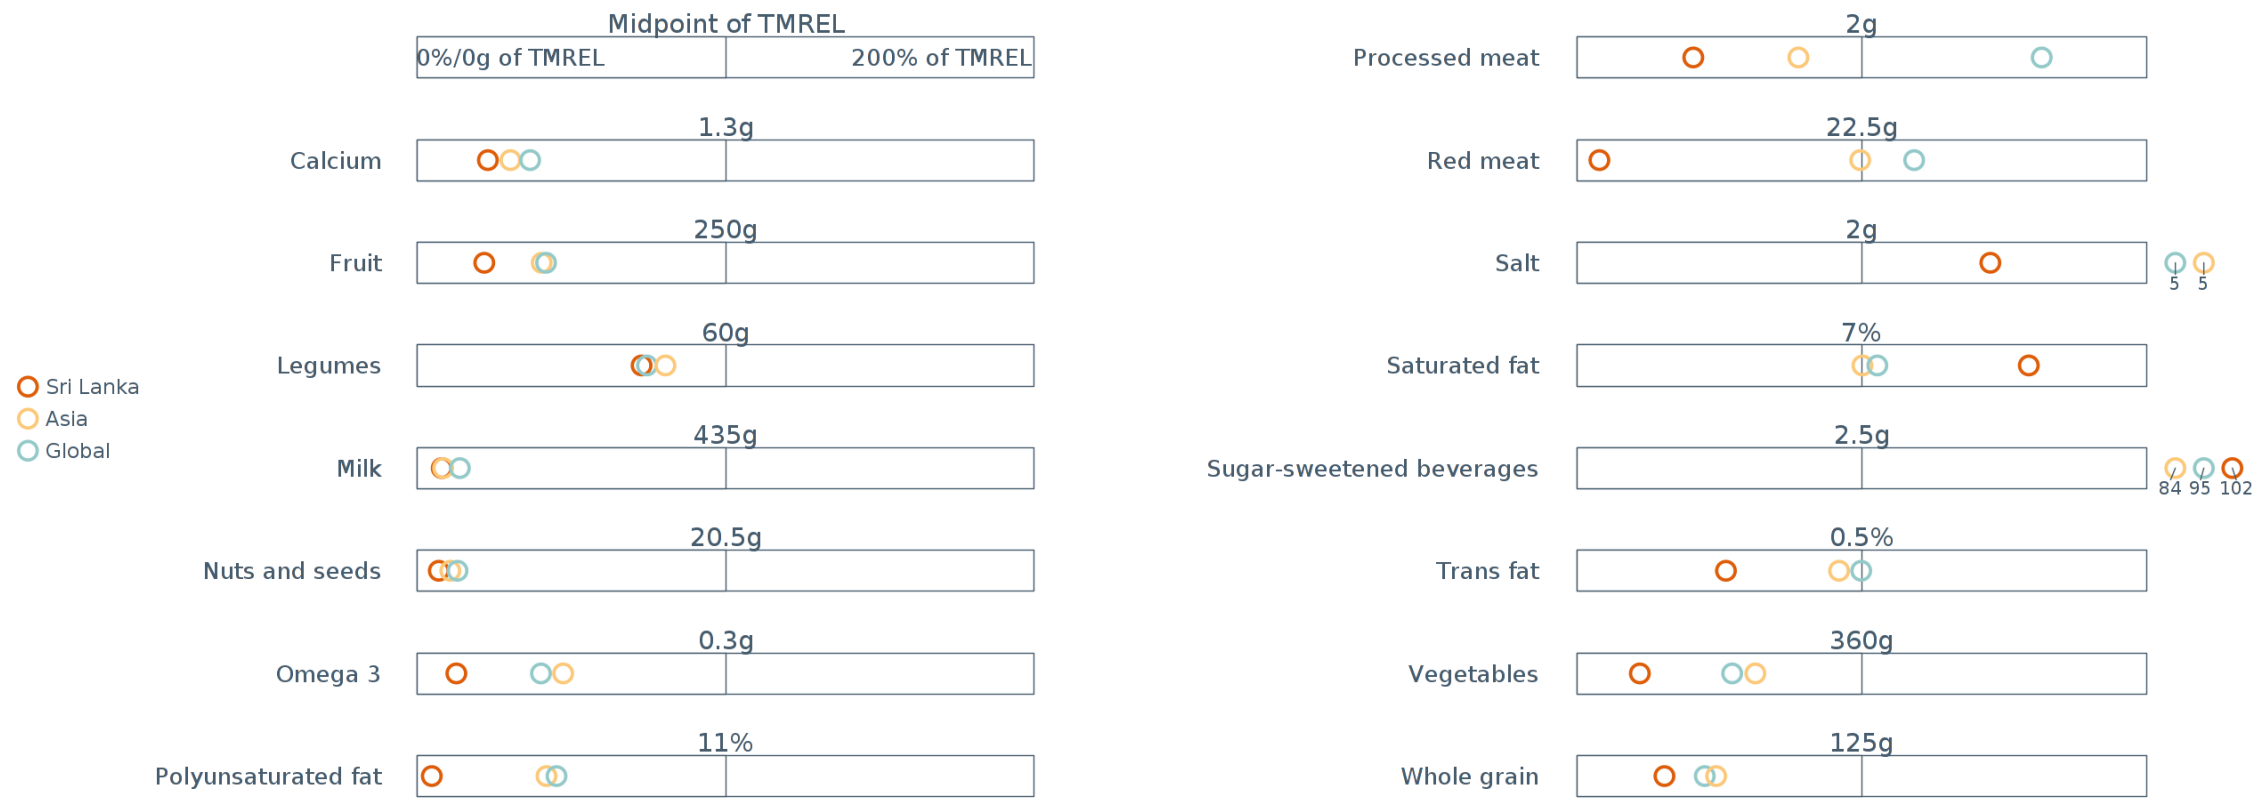 Midpoint of TMREL
0%/0g of TMREL
200% of TMREL
Calcium
1.3g
Fruit
250g
Legumes
60g
Milk
435g
Nuts and seeds
20.5g
Omega 3
0.3g
Polyunsaturated fat
11%
Sri Lanka
Asia
Global
Processed meat
2g
Red meat
22.5g
Salt
2g
5
5
Saturated fat
7%
Sugar-sweetened beverages
2.5g
84
95
102
Trans fat
0.5%
Vegetables
360g
Whole grain
125g